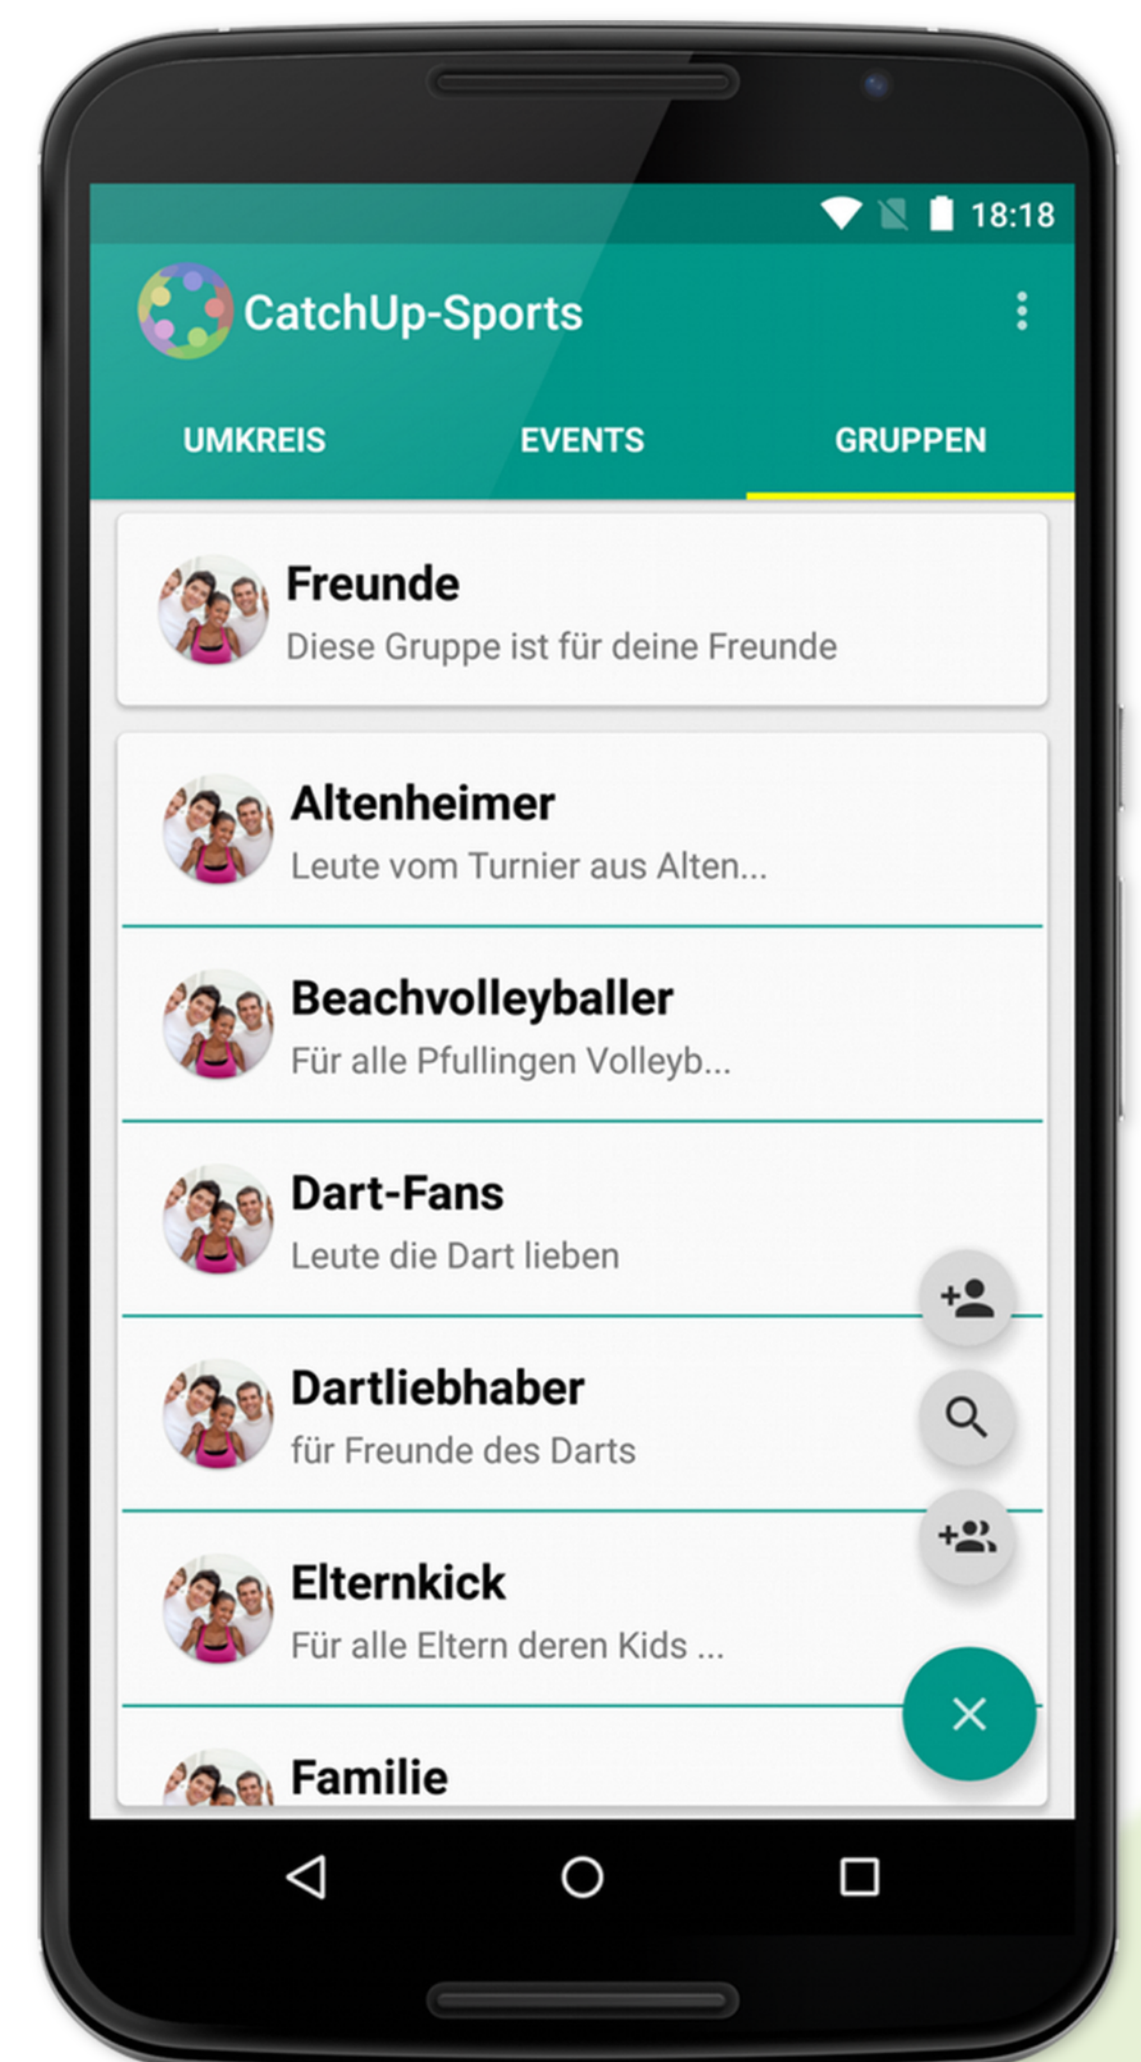 18:18
CatchUp-Sports
UMKREIS EVENTS GRUPPEN
Freunde
Diese Gruppe ist für deine Freunde
Altenheimer
Leute vom Turnier aus Alten...
Beachvolleyballer
Für alle Pfullingen Volleyb...
Dart-Fans
Leute die Dart lieben
Dartliebhaber
für Freunde des Darts
Elternkick
Für alle Eltern deren Kids ...
Familie